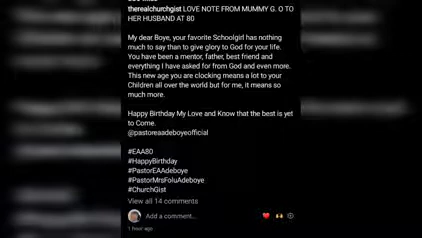 therealchurchgist LOVE NOTE FROM MUMMY G. O TO
HER HUSBAND AT 80
My dear Boye, your favorite Schoolgirl has nothing
much to say than to give glory to God for your life.
You have been a mentor, father, best friend and
everything I have asked for from God and even more.
This new age you are clocking means a lot to your
Children all over the world but for me, it means so
much more.
Happy Birthday My Love and Know that the best is yet
to Come.
@pastoreaadeboyeofficial
#EAA80
#HappyBirthday
#PastorEAAdeboye
#PastorMrsFoluAdeboye
#ChurchGist
View all 14 comments
Add a comment...
1 hour ago